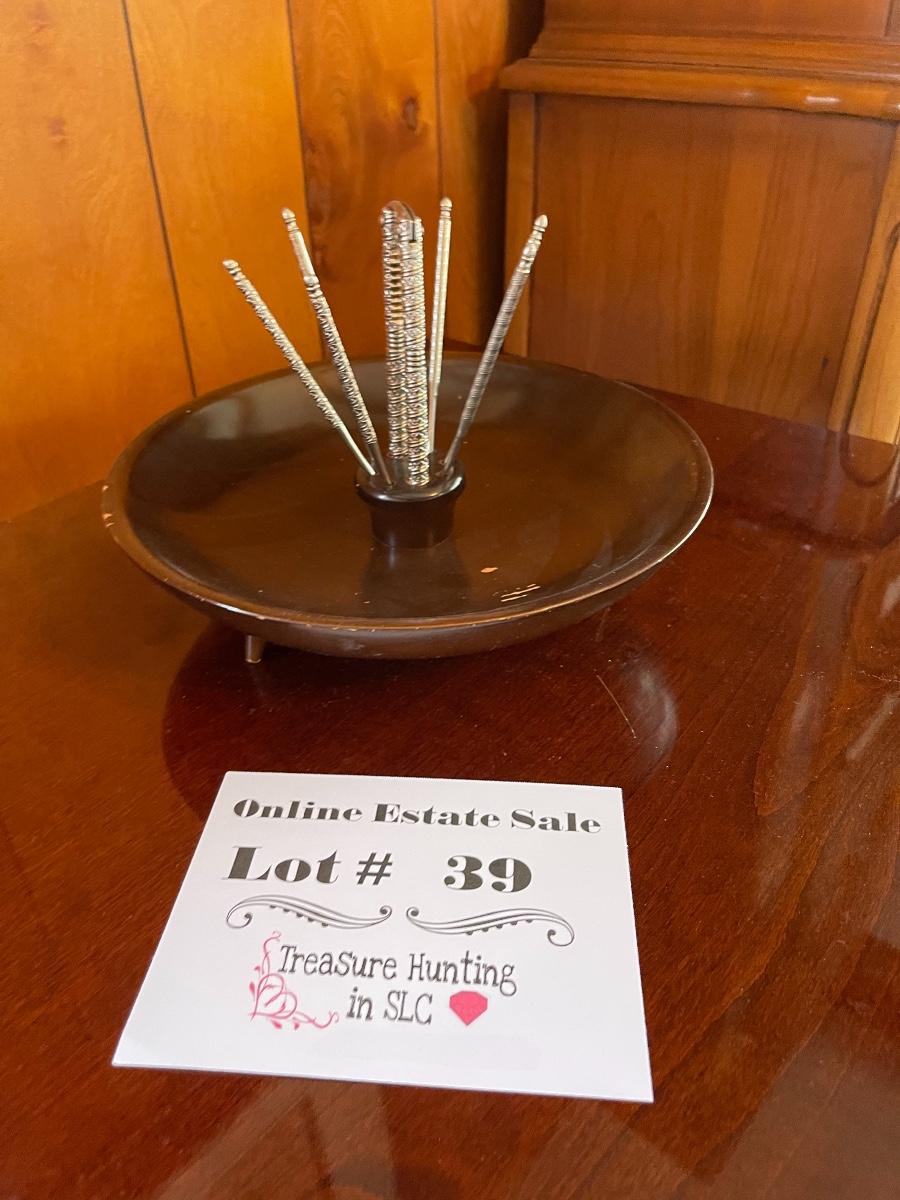 Online Estate Sale
Lot # 39
Treasure Hunting
in SLC